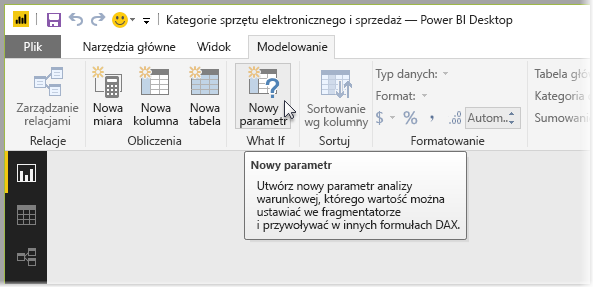 Kategorie sprzętu elektronicznego i sprzedaż — Power BI Desktop
Plik Narzędzia główne Widok Modelowanie
Zarządzanie relacjami
Nowa miara
Nowa kolumna
Nowa tabela
Nowy parametr
Sortowanie wg kolumny
Typ danych:
Format:
$ % , .00 Autom...
Tabela
Kategoria
Sumowani
Relacje Obliczenia What If Sortuj Formatowanie
Nowy parametr
Utwórz nowy parametr analizy
warunkowej, którego wartość można
ustawiać we fragmentatorze
i przywoływać w innych formułach DAX.